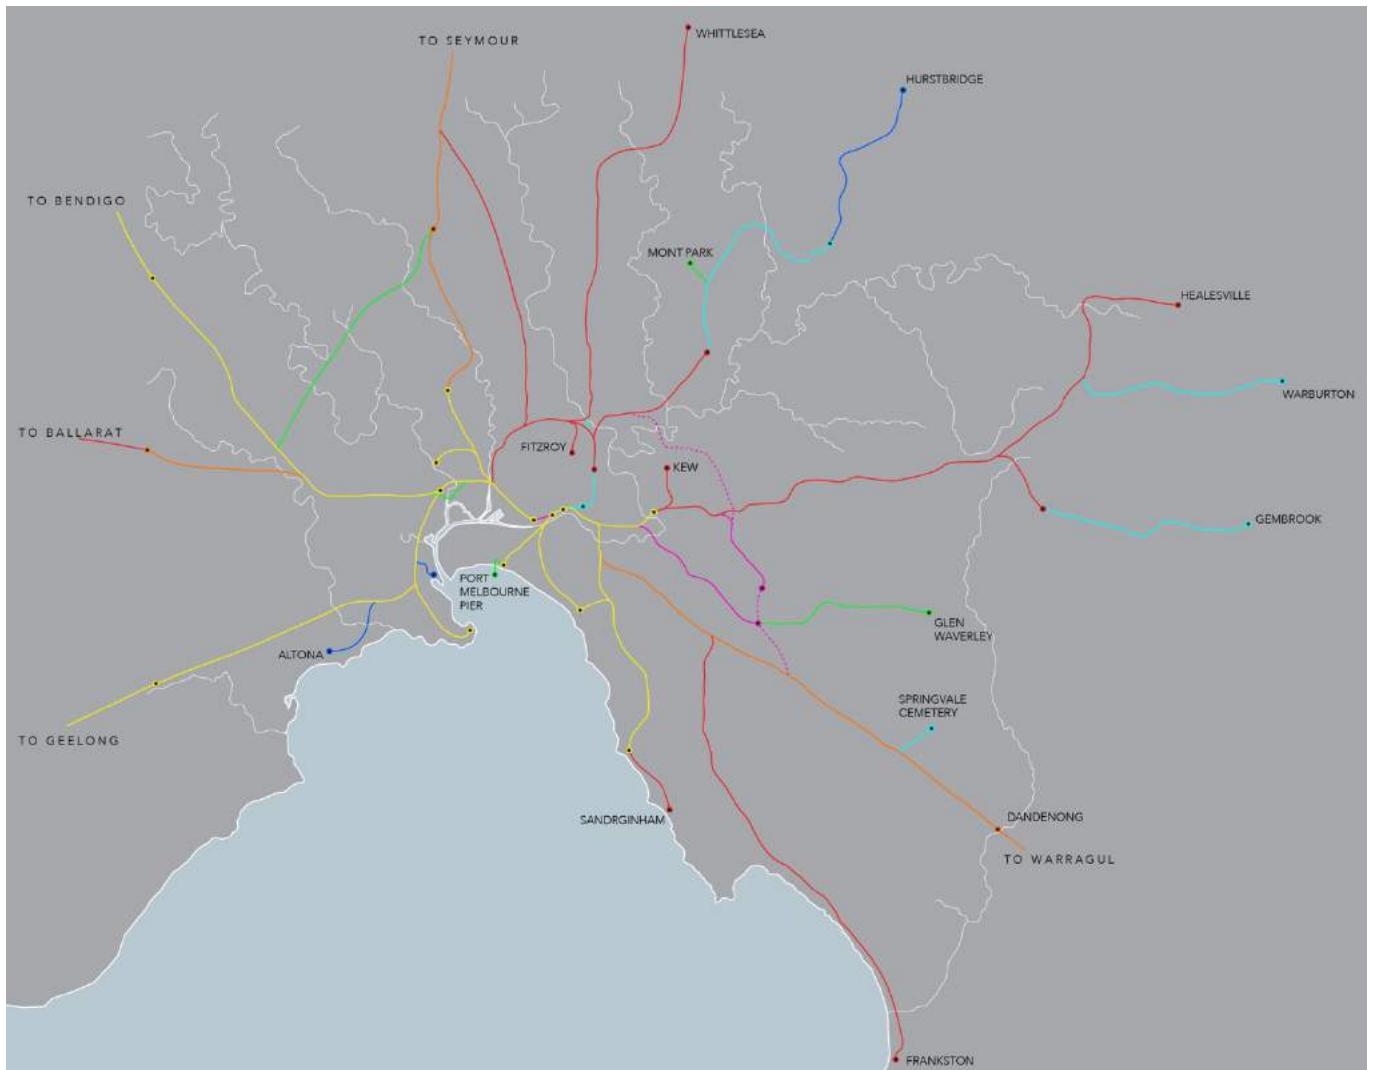 WHITTLESEA
TO SEYMOUR
HURSTBRIDGE
TO BENDIGO
MONT PARK
HEALESVILLE
WARBURTON
TO BALLARAT
FITZROY
KEW
GEMBROOK
PORT
MELBOURNE
PIER
GLEN
WAVERLEY
ALTONA
SPRINGVALE
CEMETERY
TO GEELONG
SANDRGINHAM
DANDENONG
TO WARRAGUL
FRANKSTON